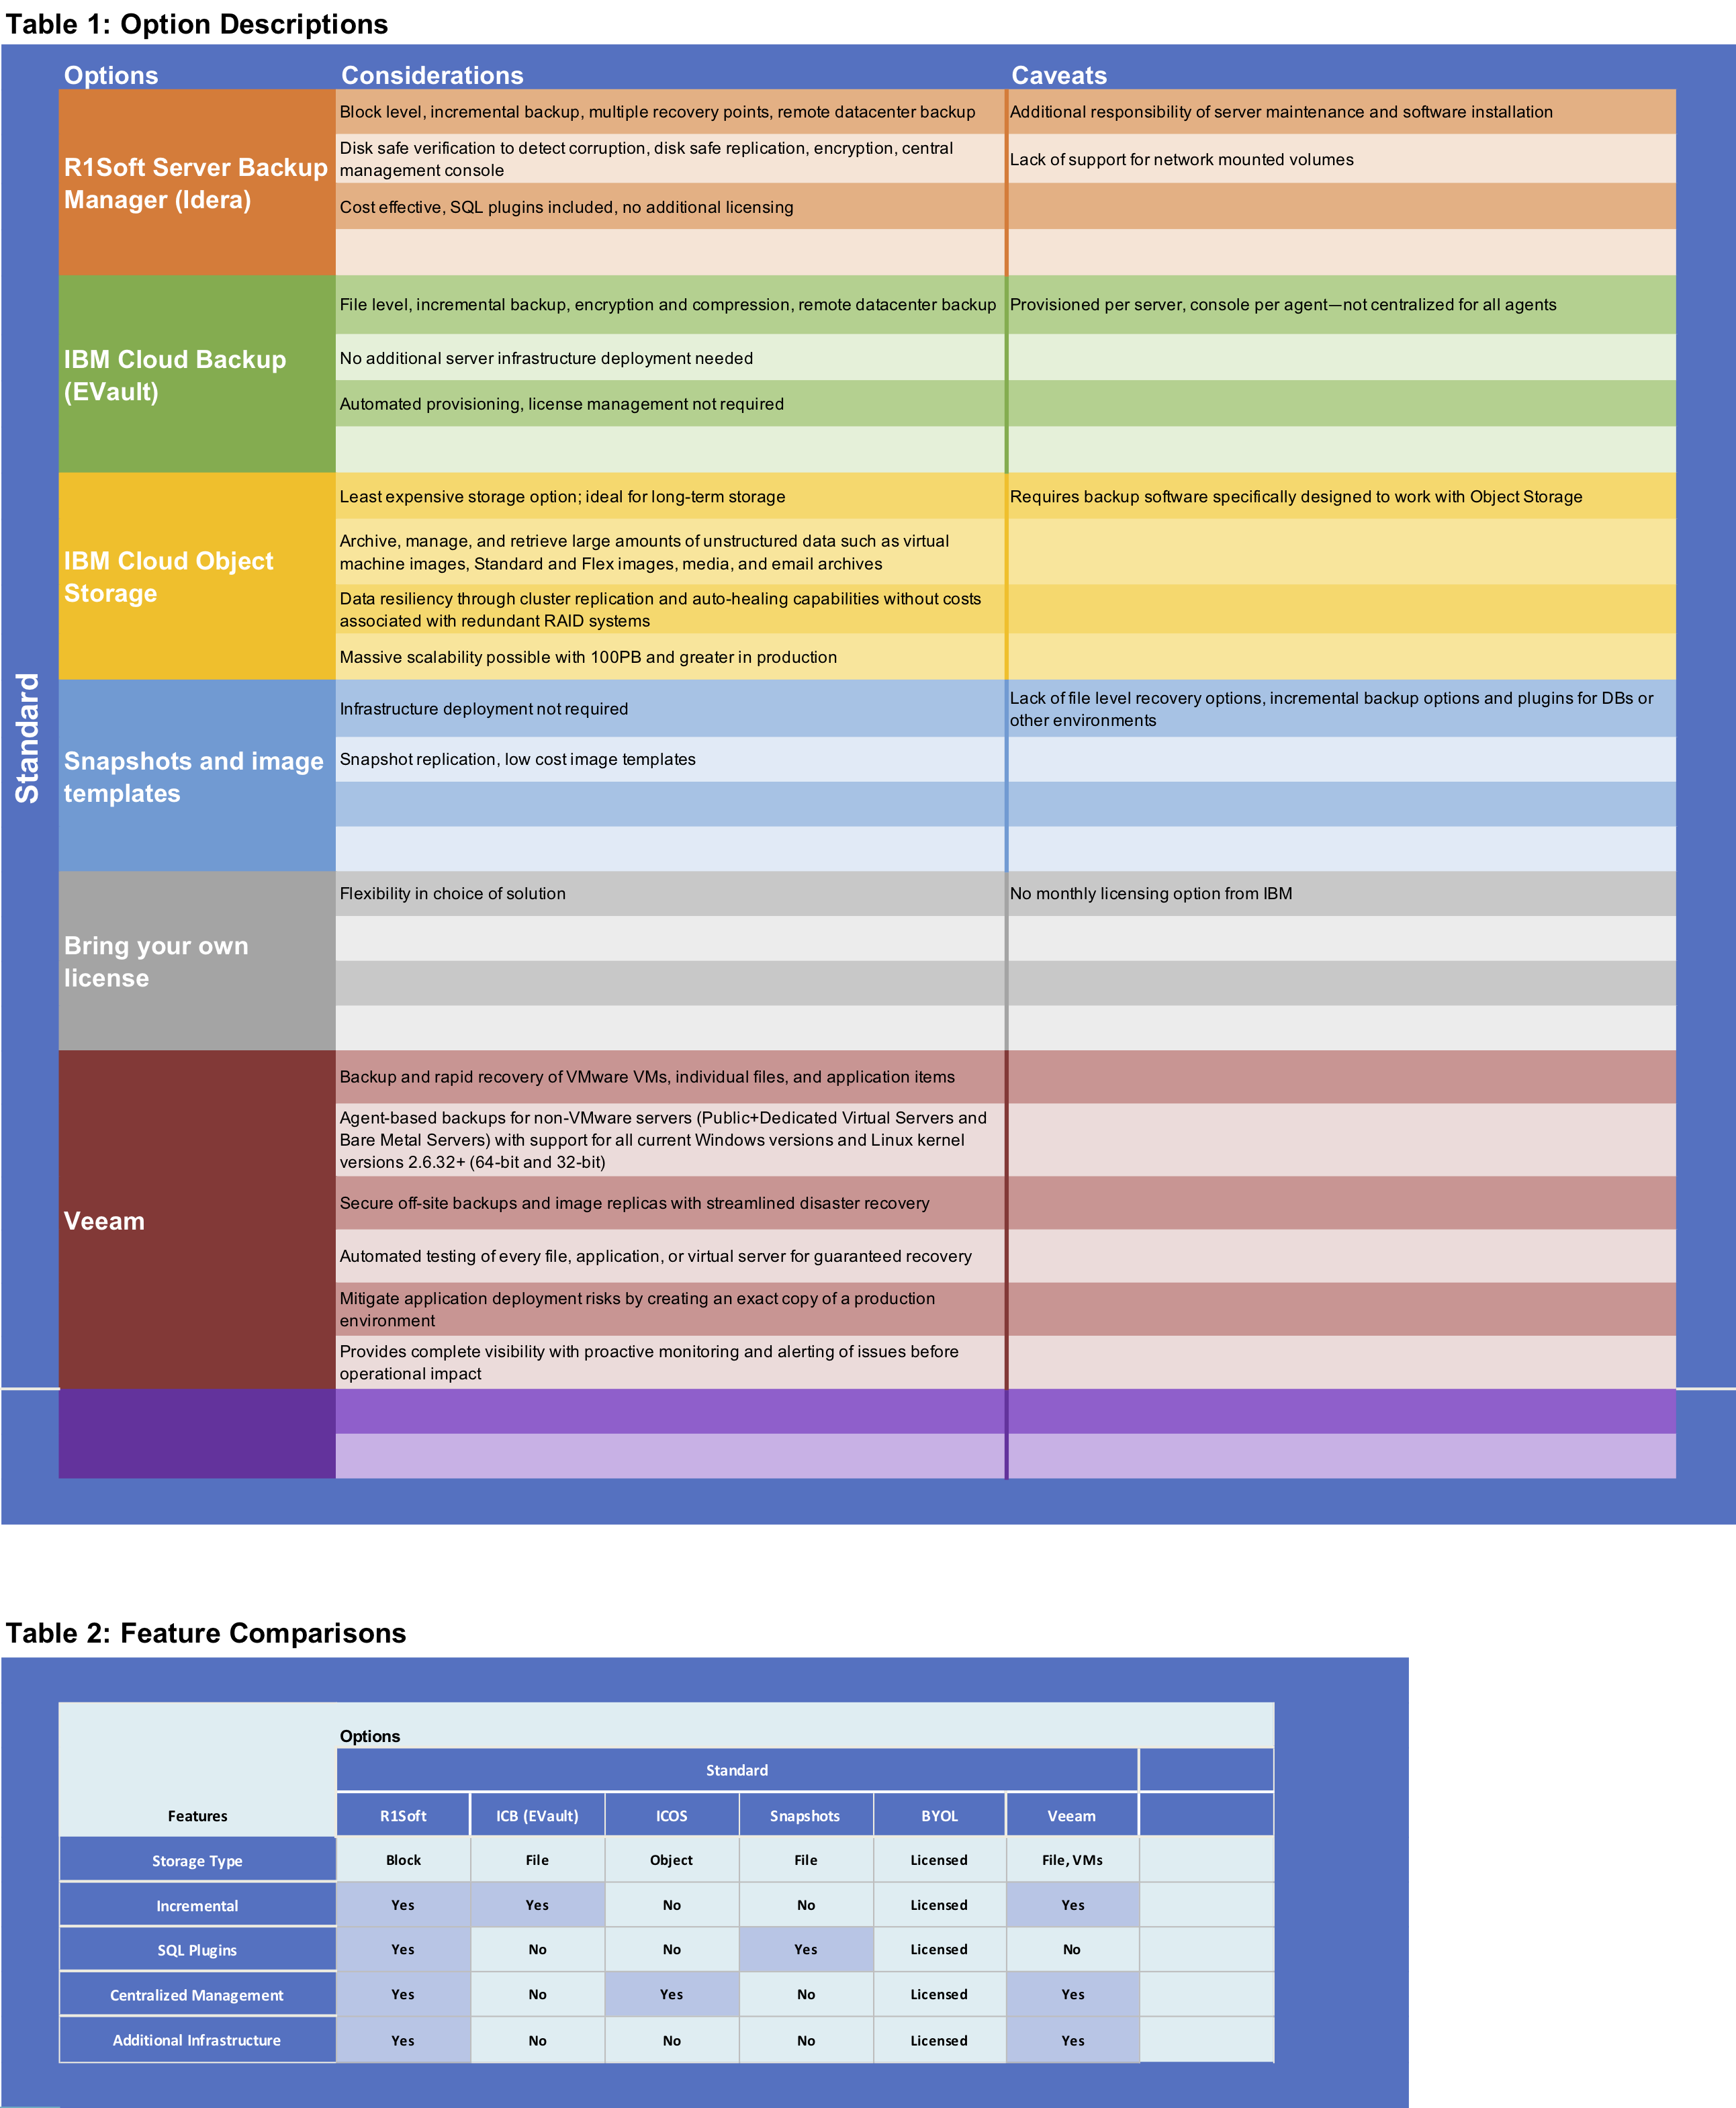 Table 1: Option Descriptions
Options Considerations Caveats
Standard
R1Soft Server Backup
Manager (Idera)
Block level, incremental backup, multiple recovery points, remote datacenter backup
Additional responsibility of server maintenance and software installation
Disk safe verification to detect corruption, disk safe replication, encryption, central
management console
Lack of support for network mounted volumes
Cost effective, SQL plugins included, no additional licensing
IBM Cloud Backup
(EVault)
File level, incremental backup, encryption and compression, remote datacenter backup
Provisioned per server, console per agent—not centralized for all agents
No additional server infrastructure deployment needed
Automated provisioning, license management not required
IBM Cloud Object
Storage
Least expensive storage option; ideal for long-term storage
Requires backup software specifically designed to work with Object Storage
Archive, manage, and retrieve large amounts of unstructured data such as virtual
machine images, Standard and Flex images, media, and email archives
Data resiliency through cluster replication and auto-healing capabilities without costs
associated with redundant RAID systems
Massive scalability possible with 100PB and greater in production
Snapshots and image
templates
Infrastructure deployment not required
Lack of file level recovery options, incremental backup options and plugins for DBs or
other environments
Snapshot replication, low cost image templates
Bring your own
license
Flexibility in choice of solution
No monthly licensing option from IBM
Veeam
Backup and rapid recovery of VMware VMs, individual files, and application items
Agent-based backups for non-VMware servers (Public+Dedicated Virtual Servers and
Bare Metal Servers) with support for all current Windows versions and Linux kernel
versions 2.6.32+ (64-bit and 32-bit)
Secure off-site backups and image replicas with streamlined disaster recovery
Automated testing of every file, application, or virtual server for guaranteed recovery
Mitigate application deployment risks by creating an exact copy of a production
environment
Provides complete visibility with proactive monitoring and alerting of issues before
operational impact
Table 2: Feature Comparisons
Options
Standard
Features R1Soft ICB (EVault) ICOS Snapshots BYOL Veeam
Storage Type Block File Object File Licensed File, VMs
Incremental Yes Yes No No Licensed Yes
SQL Plugins Yes No No Yes Licensed No
Centralized Management Yes No Yes No Licensed Yes
Additional Infrastructure Yes No No No Licensed Yes